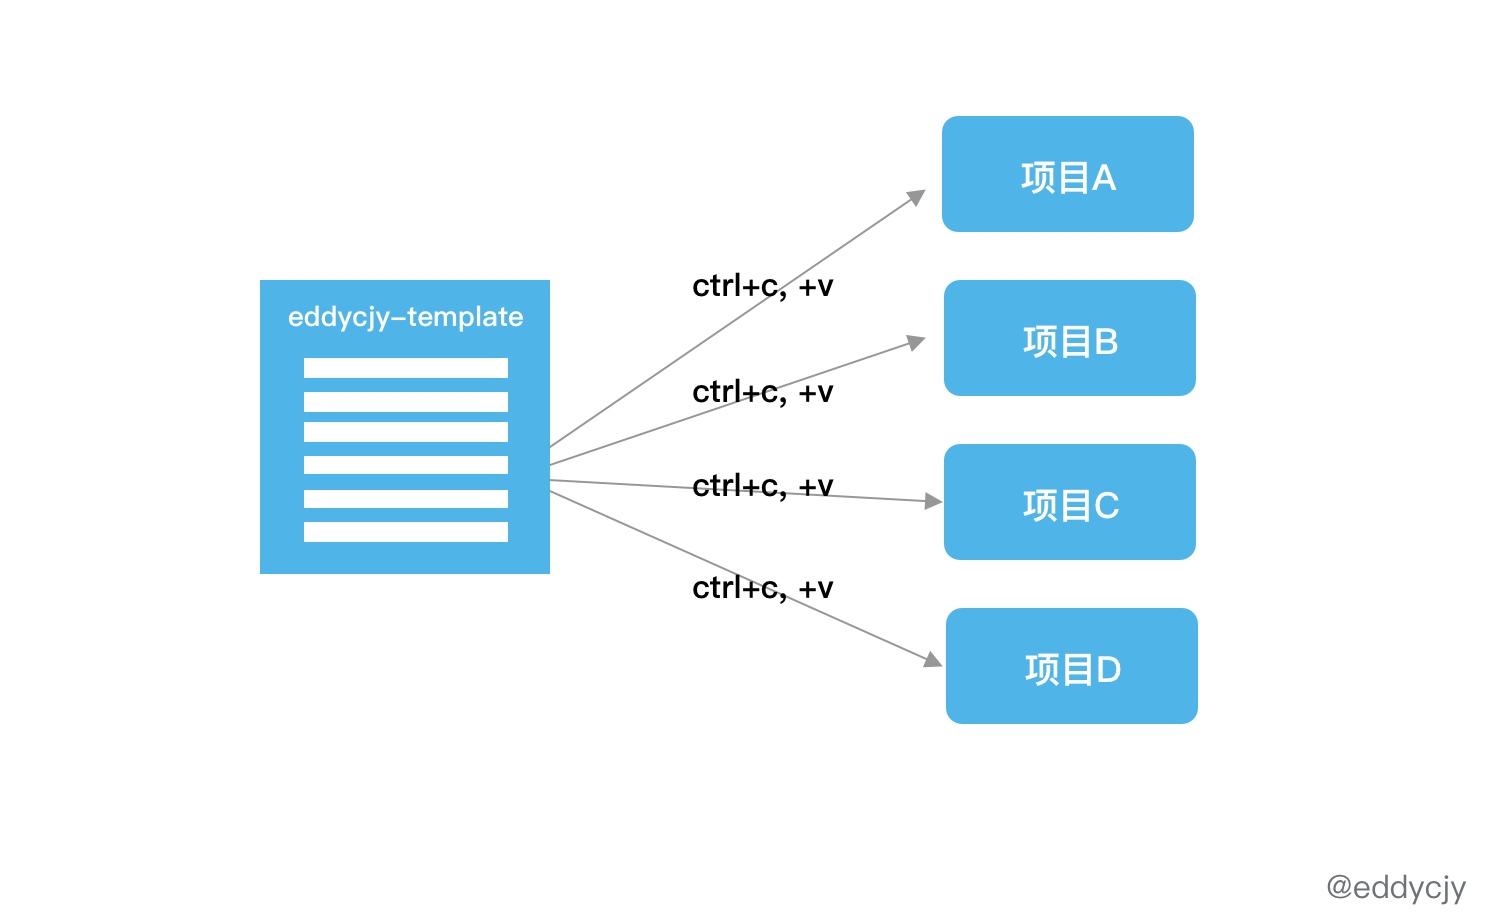 eddycjy-template
ctrl+c, +v
ctrl+c, +v
ctrl+c, +v
ctrl+c, +v
项目A
项目B
项目C
项目D
@eddycjy